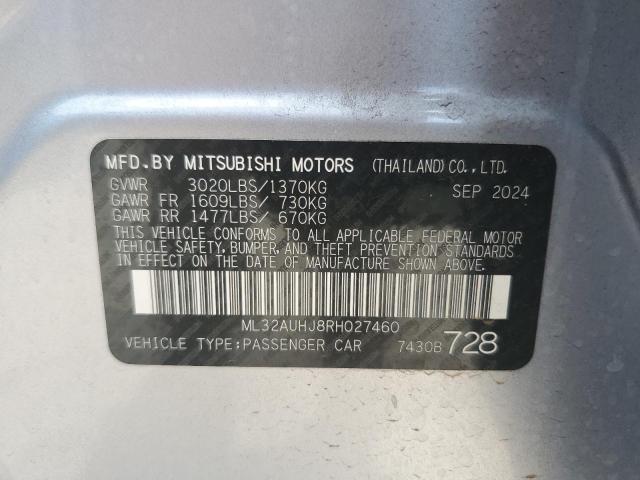 MFD.BY MITSUBISHI MOTORS (THAILAND)CO.,LTD.
GVWR 3020LBS/1370KG SEP 2024
GAWR FR 1609LBS/ 730KG
GAWR RR 1477LBS/ 670KG
THIS VEHICLE CONFORMS TO ALL APPLICABLE FEDERAL MOTOR
VEHICLE SAFETY, BUMPER, AND THEFT PREVENTION STANDARDS
IN EFFECT ON THE DATE OF MANUFACTURE SHOWN ABOVE.
ML32AUHJ8RH027460
VEHICLE TYPE:PASSENGER CAR 7430B 728